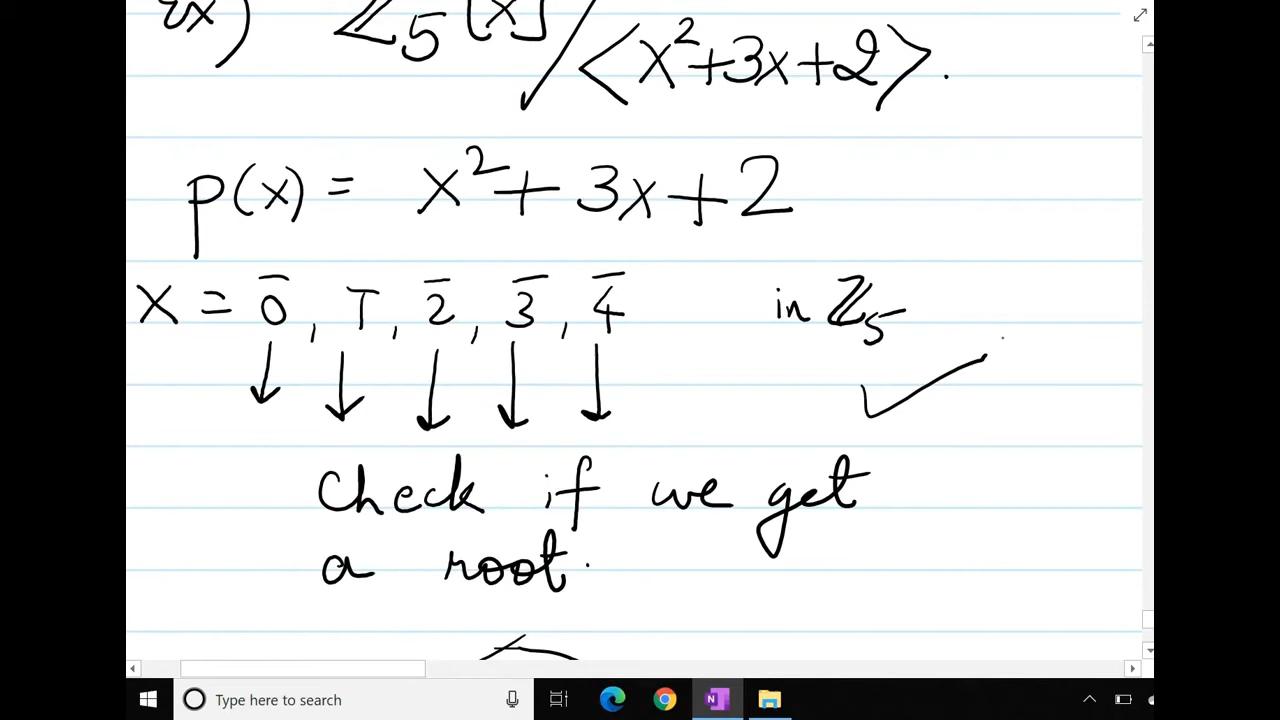 Ex) ℤ₅[x]/<x²+3x+2>.
p(x) = x²+3x+2
x = 0̅, 1̅, 2̅, 3̅, 4̅ in ℤ₅
Check if we get
a root.
Type here to search